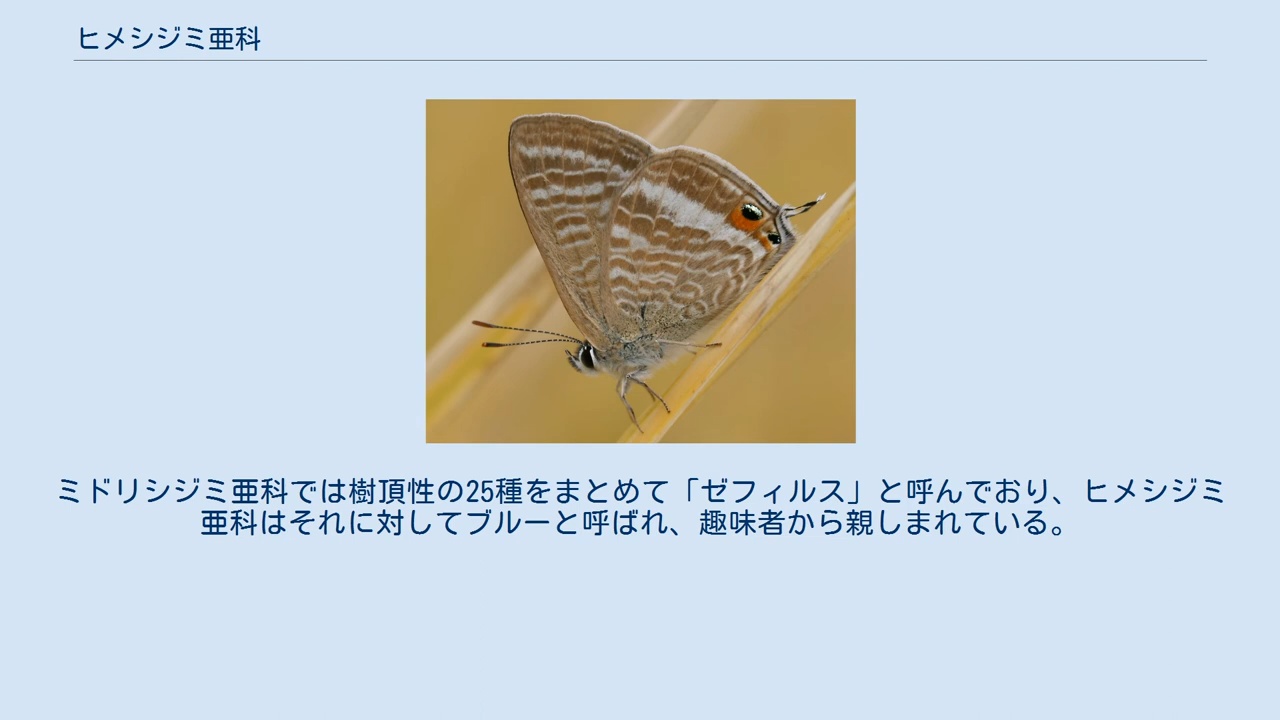 ヒメシジミ亜科
ミドリシジミ亜科では樹頂性の25種をまとめて「ゼフィルス」と呼んでおり、ヒメシジミ
亜科はそれに対してブルーと呼ばれ、趣味者から親しまれている。